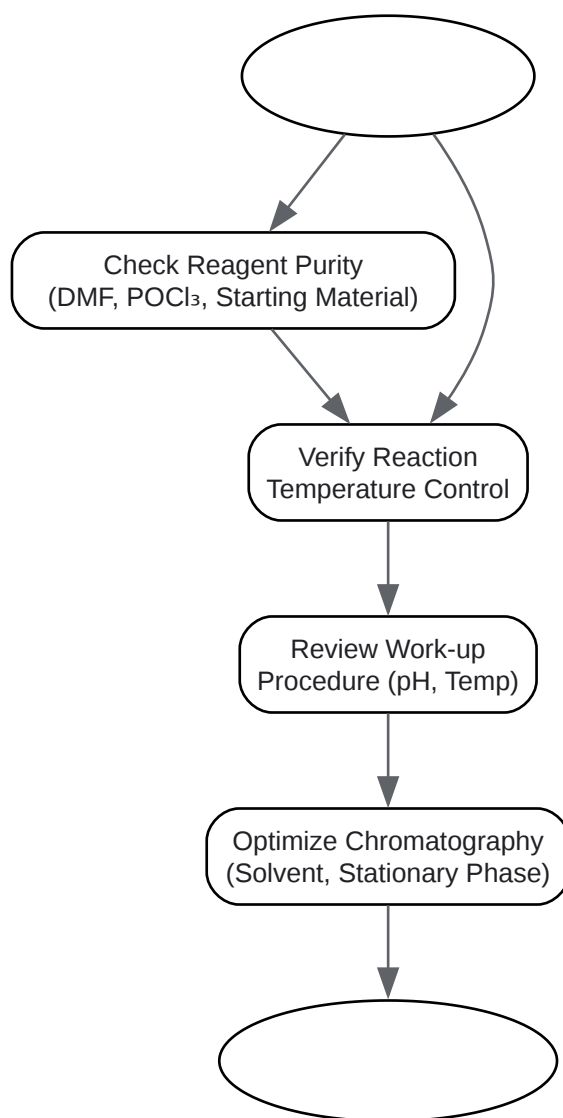 Check Reagent Purity
(DMF, POCl₃, Starting Material)
Verify Reaction
Temperature Control
Review Work-up
Procedure (pH, Temp)
Optimize Chromatography
(Solvent, Stationary Phase)